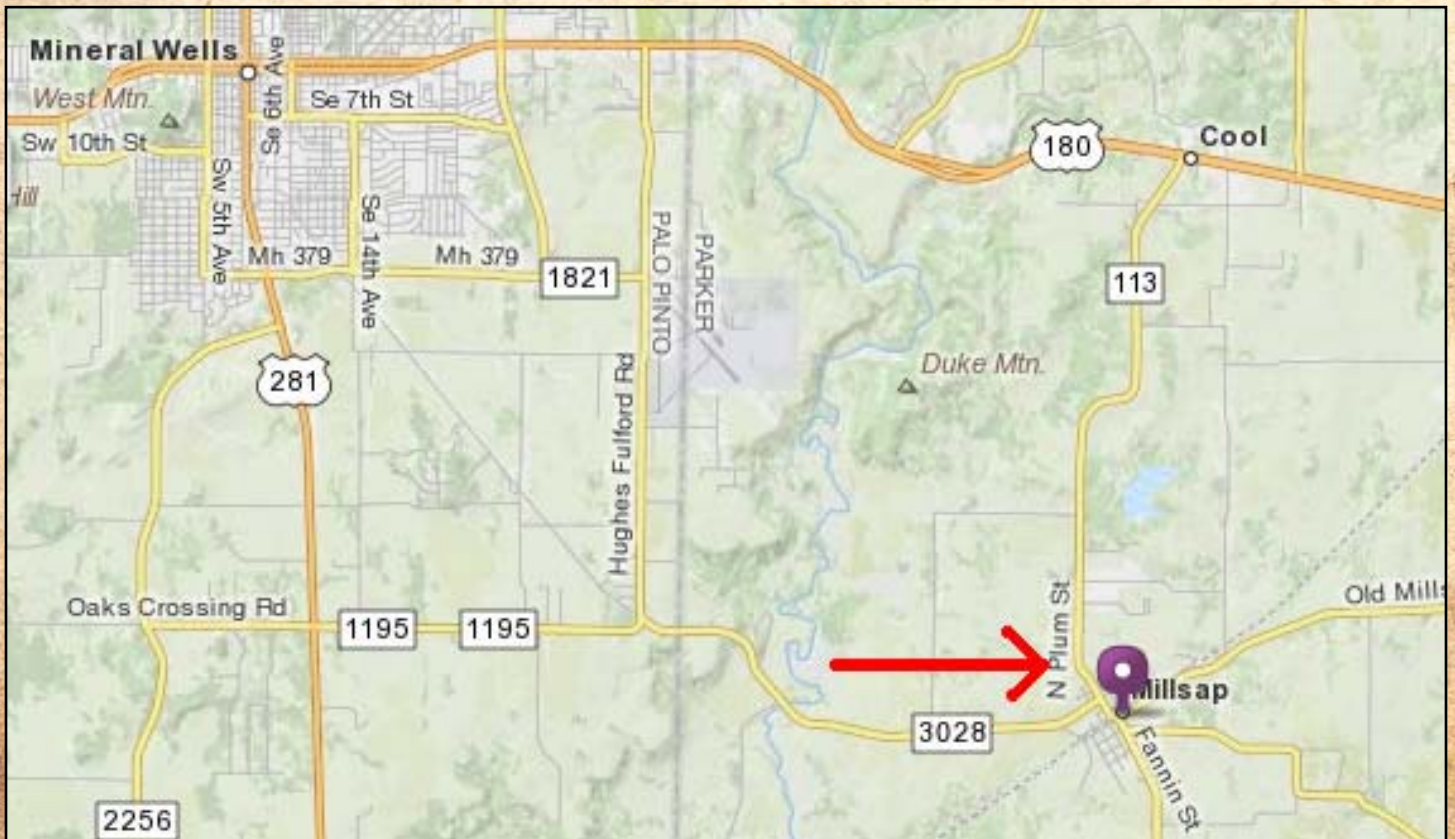 Mineral Wells
Se 6th Ave
West Mtn.
Se 7th St
Sw 10th St
180
Cool
Hill
Sw 5th Ave
Se 14th Ave
PALO PINTO
PARKER
Mh 379
Mh 379
1821
113
281
Hughes Fulford Rd
Duke Mtn.
Oaks Crossing Rd
1195
1195
N Plum St
Old Mills
Millsap
3028
Fannin St
2256